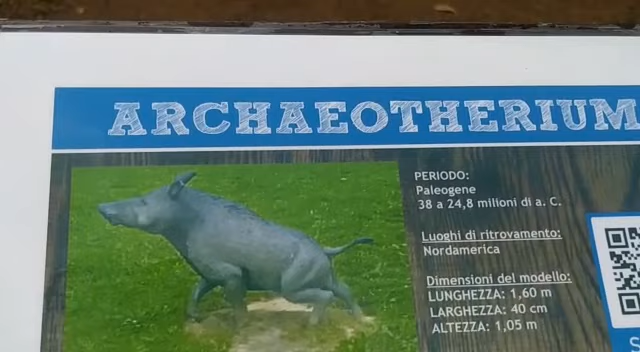 ARCHAEOTHERIUM
PERIODO:
Paleogene
38 a 24,8 milioni di a. C.
Luoghi di ritrovamento:
Nordamerica
Dimensioni del modello:
LUNGHEZZA: 1,60 m
LARGHEZZA: 40 cm
ALTEZZA: 1,05 m